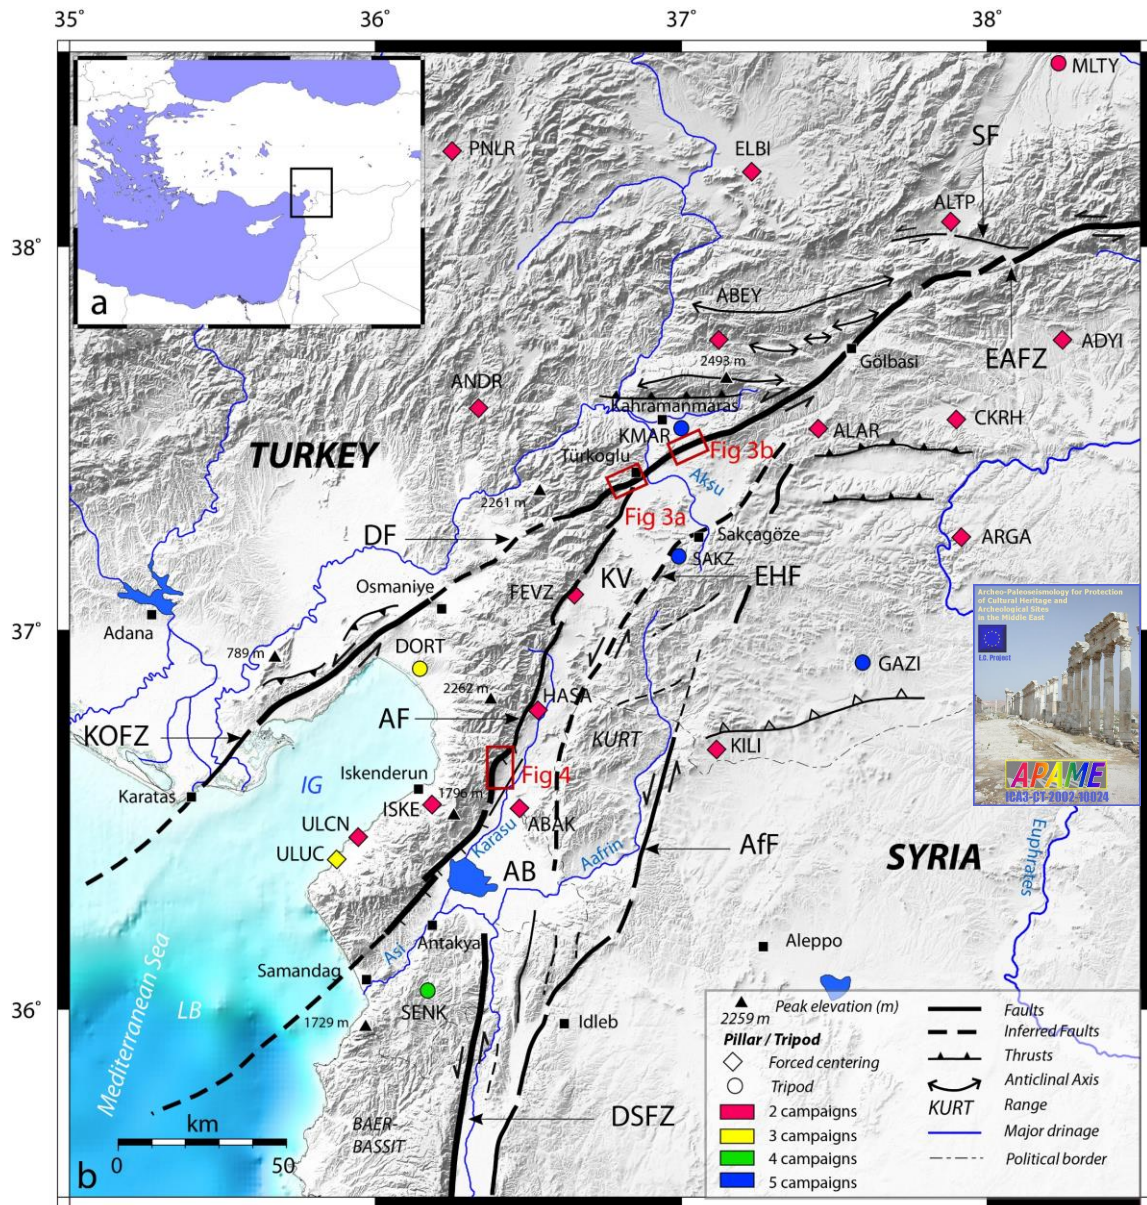 35°
36°
37°
38°
a
PNLR
ELBI
MLTY
SF
ALTP
38°
ABEY
ADYI
2493 m
EAFZ
Gölbasi
ANDR
Kahramanmaras
CKRH
KMAR
ALAR
TURKEY
Türkoglu
Fig 3b
Aksu
2261 m
Fig 3a
DF
Sakçagöze
ARGA
SAKZ
KV
EHF
Osmaniye
FEVZ
Adana
37°
DORT
789 m
GAZI
2262 m
HASA
AF
KOFZ
KURT
KILI
Iskenderun
IG
Fig 4
Karatas
1796 m
ISKE
ABAK
ULCN
Karasu
ULUC
AfF
SYRIA
Euphrates
AB
Aafrin
Antakya
Asi
Aleppo
Samandag
SENK
36°
Mediterranean Sea
LB
1729 m
Idleb
DSFZ
BAER-
BASSIT
km
0
50
b
Archeo-Paleoseismology for Protection
of Cultural Heritage and
Archeological Sites
in the Middle East
E.C. Project
APAME
ICA3-CT-2002-10024
Peak elevation (m)
2259 m
Pillar / Tripod
Forced centering
Tripod
2 campaigns
3 campaigns
4 campaigns
5 campaigns
Faults
Inferred Faults
Thrusts
Anticlinal Axis
KURT
Range
Major drinage
Political border